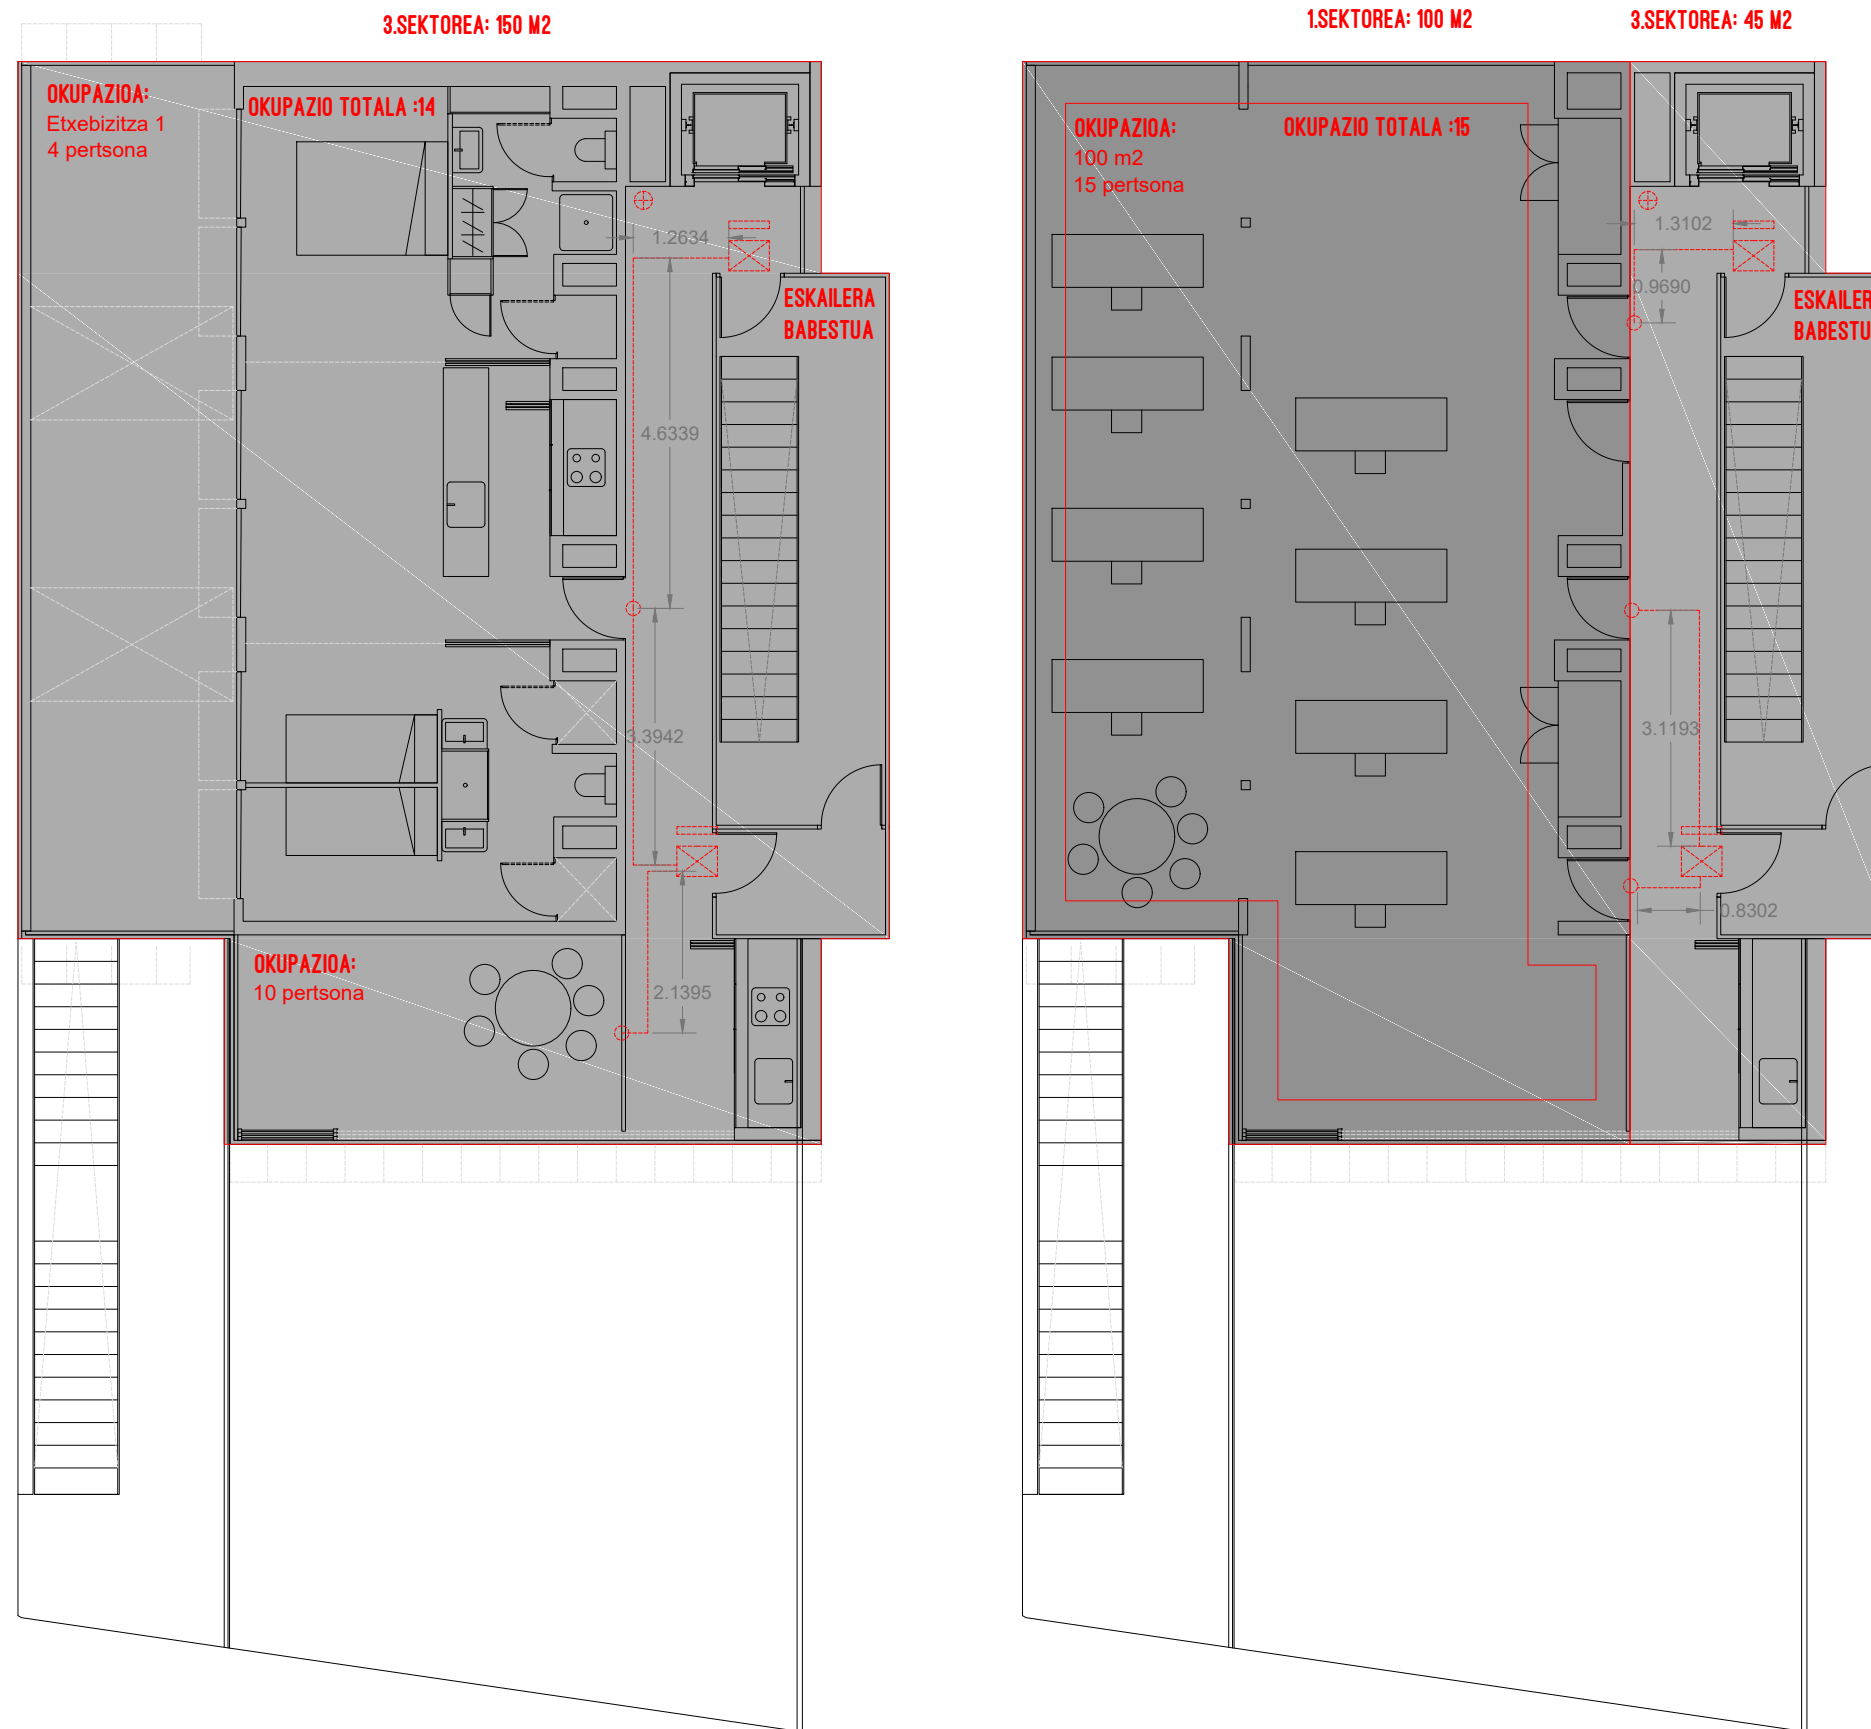 3.SEKTOREA: 150 M2
OKUPAZIOA:
Etxebizitza 1
4 pertsona
OKUPAZIO TOTALA :14
1.2634
ESKAILERA
BABESTUA
4.6339
3.3942
OKUPAZIOA:
10 pertsona
2.1395
1.SEKTOREA: 100 M2
3.SEKTOREA: 45 M2
OKUPAZIOA:
100 m2
15 pertsona
OKUPAZIO TOTALA :15
1.3102
0.9690
ESKAILER
BABESTU
3.1193
0.8302